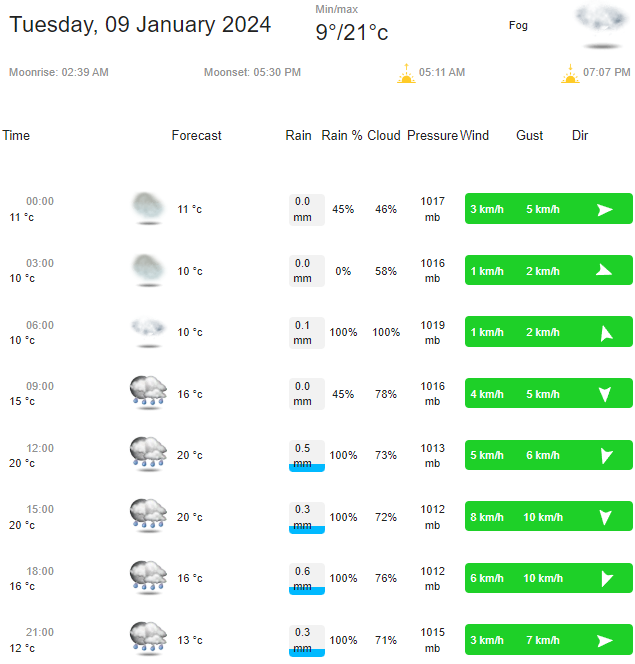 Tuesday, 09 January 2024
Min/max
9°/21°c
Fog
Moonrise: 02:39 AM
Moonset: 05:30 PM
05:11 AM
07:07 PM
Time Forecast Rain Rain % Cloud Pressure Wind Gust Dir
00:00
11 °c
11 °c
0.0
mm
45%
46%
1017
mb
3 km/h
5 km/h
03:00
10 °c
10 °c
0.0
mm
0%
58%
1016
mb
1 km/h
2 km/h
06:00
10 °c
10 °c
0.1
mm
100%
100%
1019
mb
1 km/h
2 km/h
09:00
15 °c
16 °c
0.0
mm
45%
78%
1016
mb
4 km/h
5 km/h
12:00
20 °c
20 °c
0.5
mm
100%
73%
1013
mb
5 km/h
6 km/h
15:00
20 °c
20 °c
0.3
mm
100%
72%
1012
mb
8 km/h
10 km/h
18:00
16 °c
16 °c
0.6
mm
100%
76%
1012
mb
6 km/h
10 km/h
21:00
12 °c
13 °c
0.3
mm
100%
71%
1015
mb
3 km/h
7 km/h